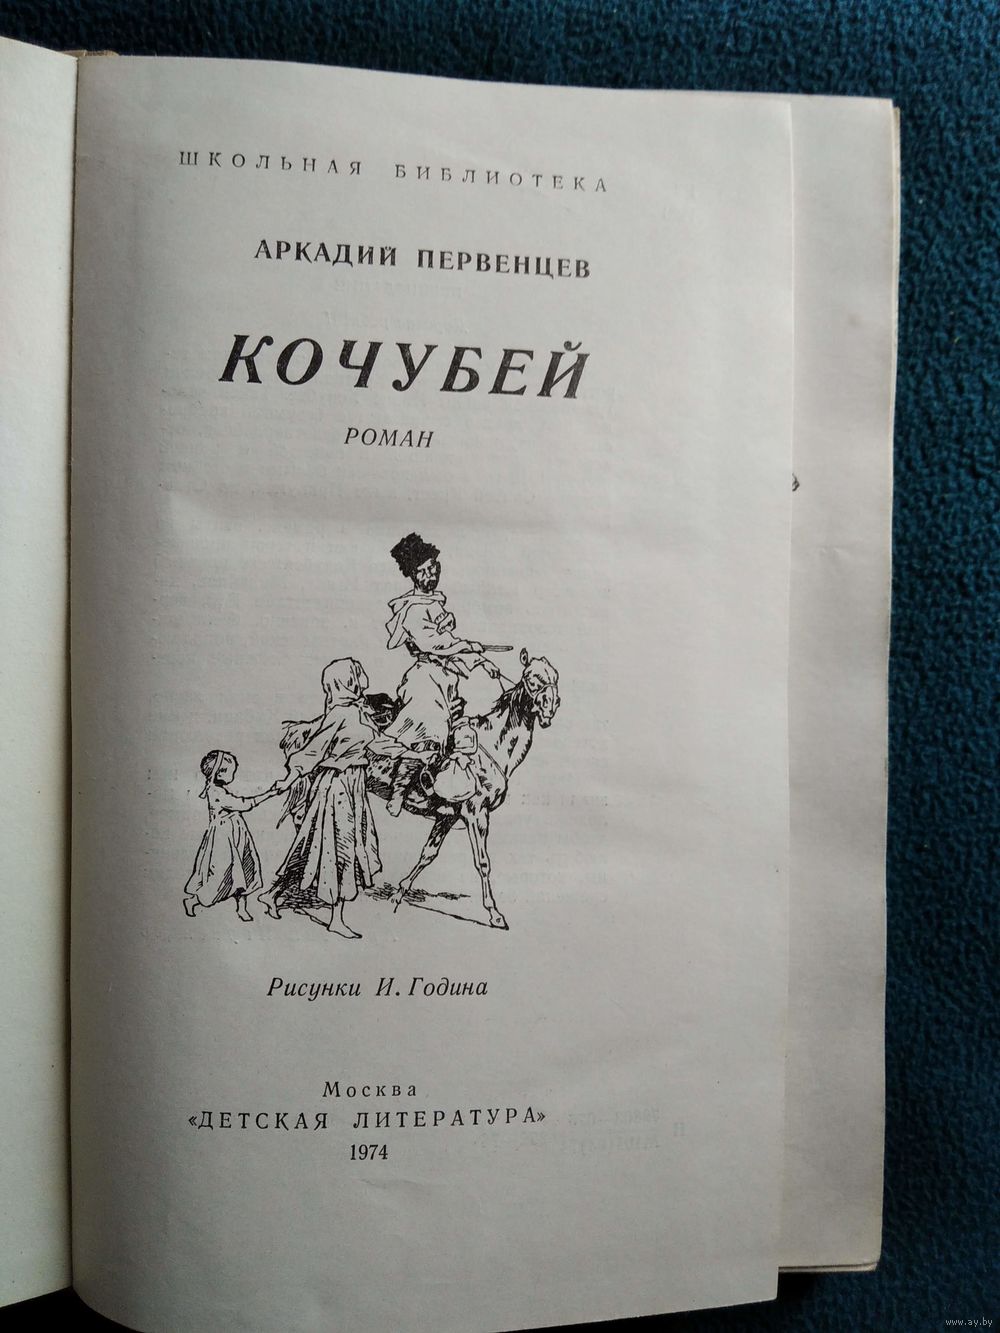 ШКОЛЬНАЯ БИБЛИОТЕКА
АРКАДИЙ ПЕРВЕНЦЕВ
КОЧУБЕЙ
РОМАН
Рисунки И. Година
Москва
«ДЕТСКАЯ ЛИТЕРАТУРА»
1974
www.ay.by